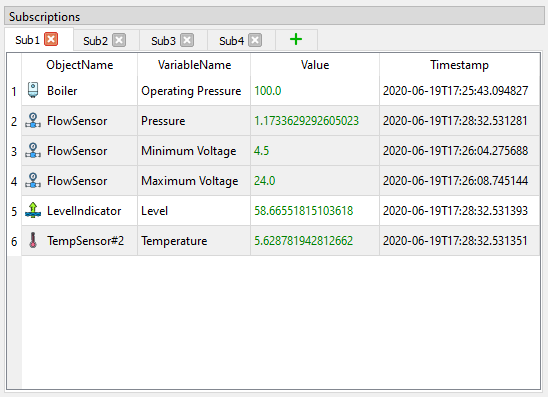 Subscriptions
Sub1 Sub2 Sub3 Sub4
ObjectName VariableName Value Timestamp
1 Boiler Operating Pressure 100.0 2020-06-19T17:25:43.094827
2 FlowSensor Pressure 1.1733629292605023 2020-06-19T17:28:32.531281
3 FlowSensor Minimum Voltage 4.5 2020-06-19T17:26:04.275688
4 FlowSensor Maximum Voltage 24.0 2020-06-19T17:26:08.745144
5 LevelIndicator Level 58.66551815103618 2020-06-19T17:28:32.531393
6 TempSensor#2 Temperature 5.628781942812662 2020-06-19T17:28:32.531351